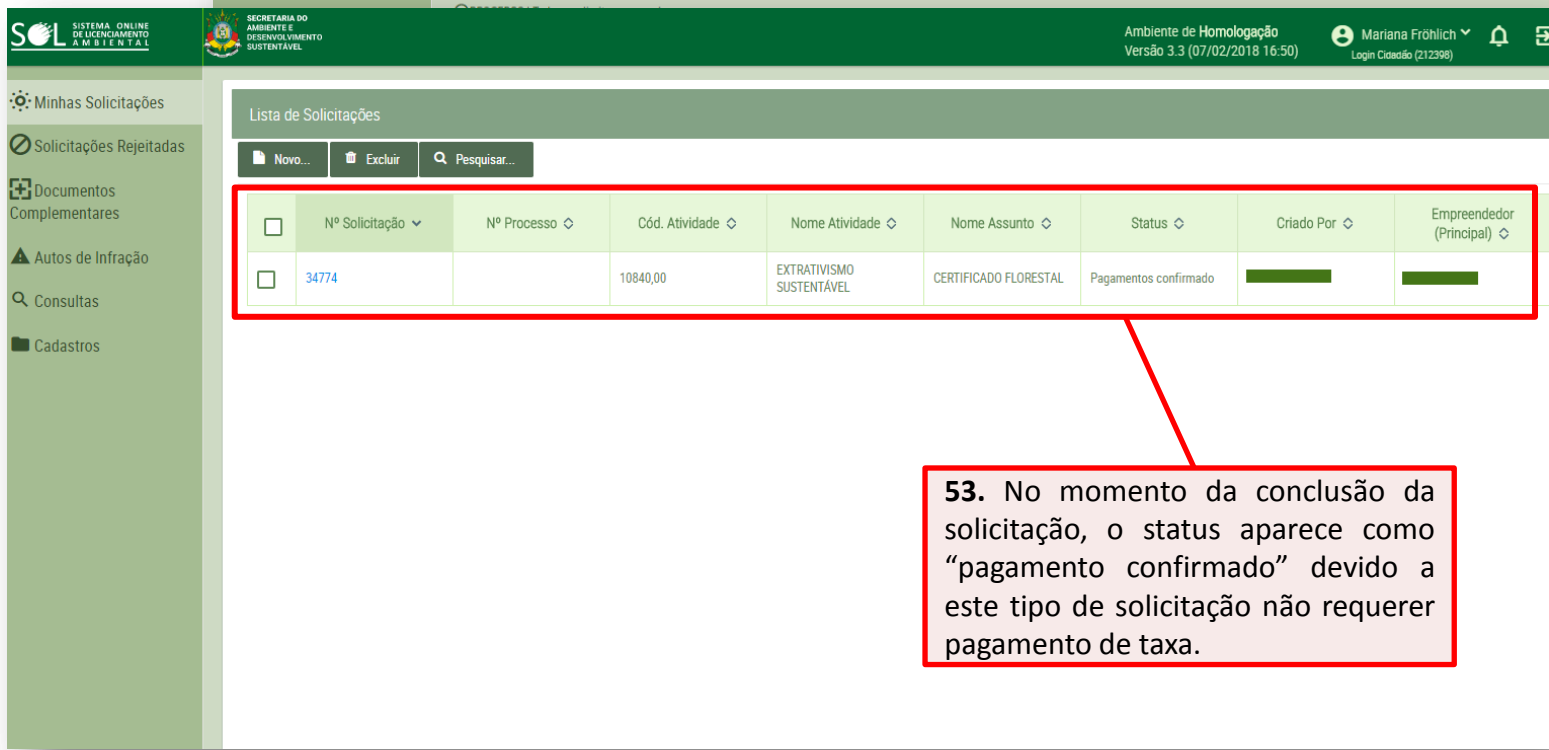 SOL SISTEMA ONLINE
DE LICENCIAMENTO
AMBIENTAL
SECRETARIA DO
AMBIENTE E
DESENVOLVIMENTO
SUSTENTÁVEL
Ambiente de Homologação
Versão 3.3 (07/02/2018 16:50)
Mariana Fröhlich
Login Cidadão (212398)
Minhas Solicitações
Solicitações Rejeitadas
Documentos
Complementares
Autos de Infração
Consultas
Cadastros
Lista de Solicitações
Novo... Excluir Pesquisar...
Nº Solicitação Nº Processo Cód. Atividade Nome Atividade Nome Assunto Status Criado Por Empreendedor
(Principal)
34774 10840,00 EXTRATIVISMO
SUSTENTÁVEL CERTIFICADO FLORESTAL Pagamentos confirmado
53. No momento da conclusão da
solicitação, o status aparece como
“pagamento confirmado” devido a
este tipo de solicitação não requerer
pagamento de taxa.